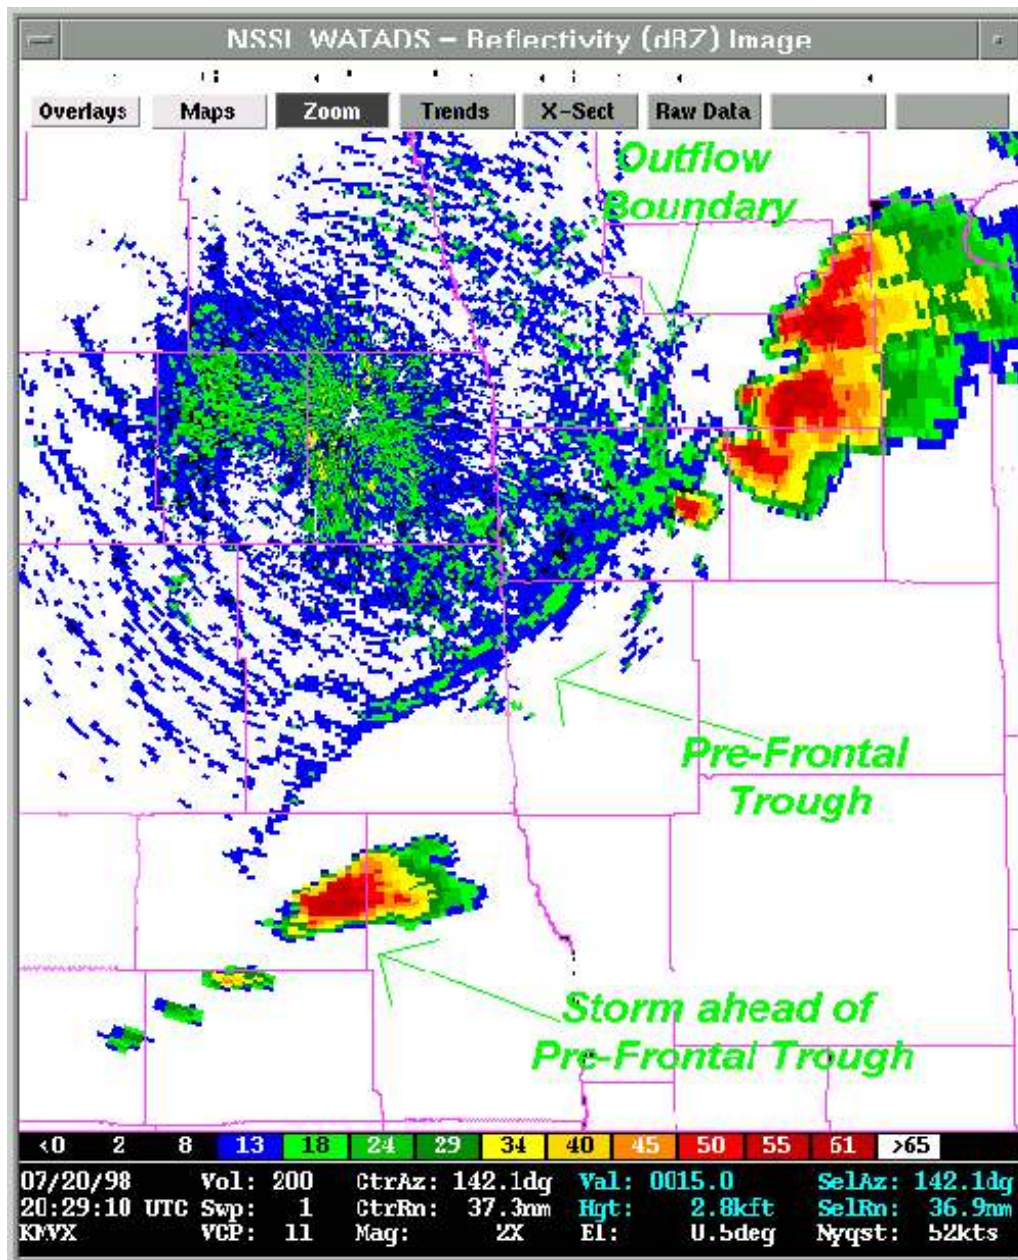 NSSL WATADS – Reflectivity (dBZ) Image
Overlays Maps Zoom Trends X-Sect Raw Data
Outflow
Boundary
Pre-Frontal
Trough
Storm ahead of
Pre-Frontal Trough
<0 2 8 13 18 24 29 34 40 45 50 55 61 >65
07/20/98 Vol: 200 CtrAz: 142.1dg Val: 0015.0 SelAz: 142.1dg
20:29:10 UTC Swp: 1 CtrRn: 37.3nm Hgt: 2.8kft SelRn: 36.9nm
KMVX VCP: 11 Mag: 2X El: 0.5deg Nyqst: 52kts